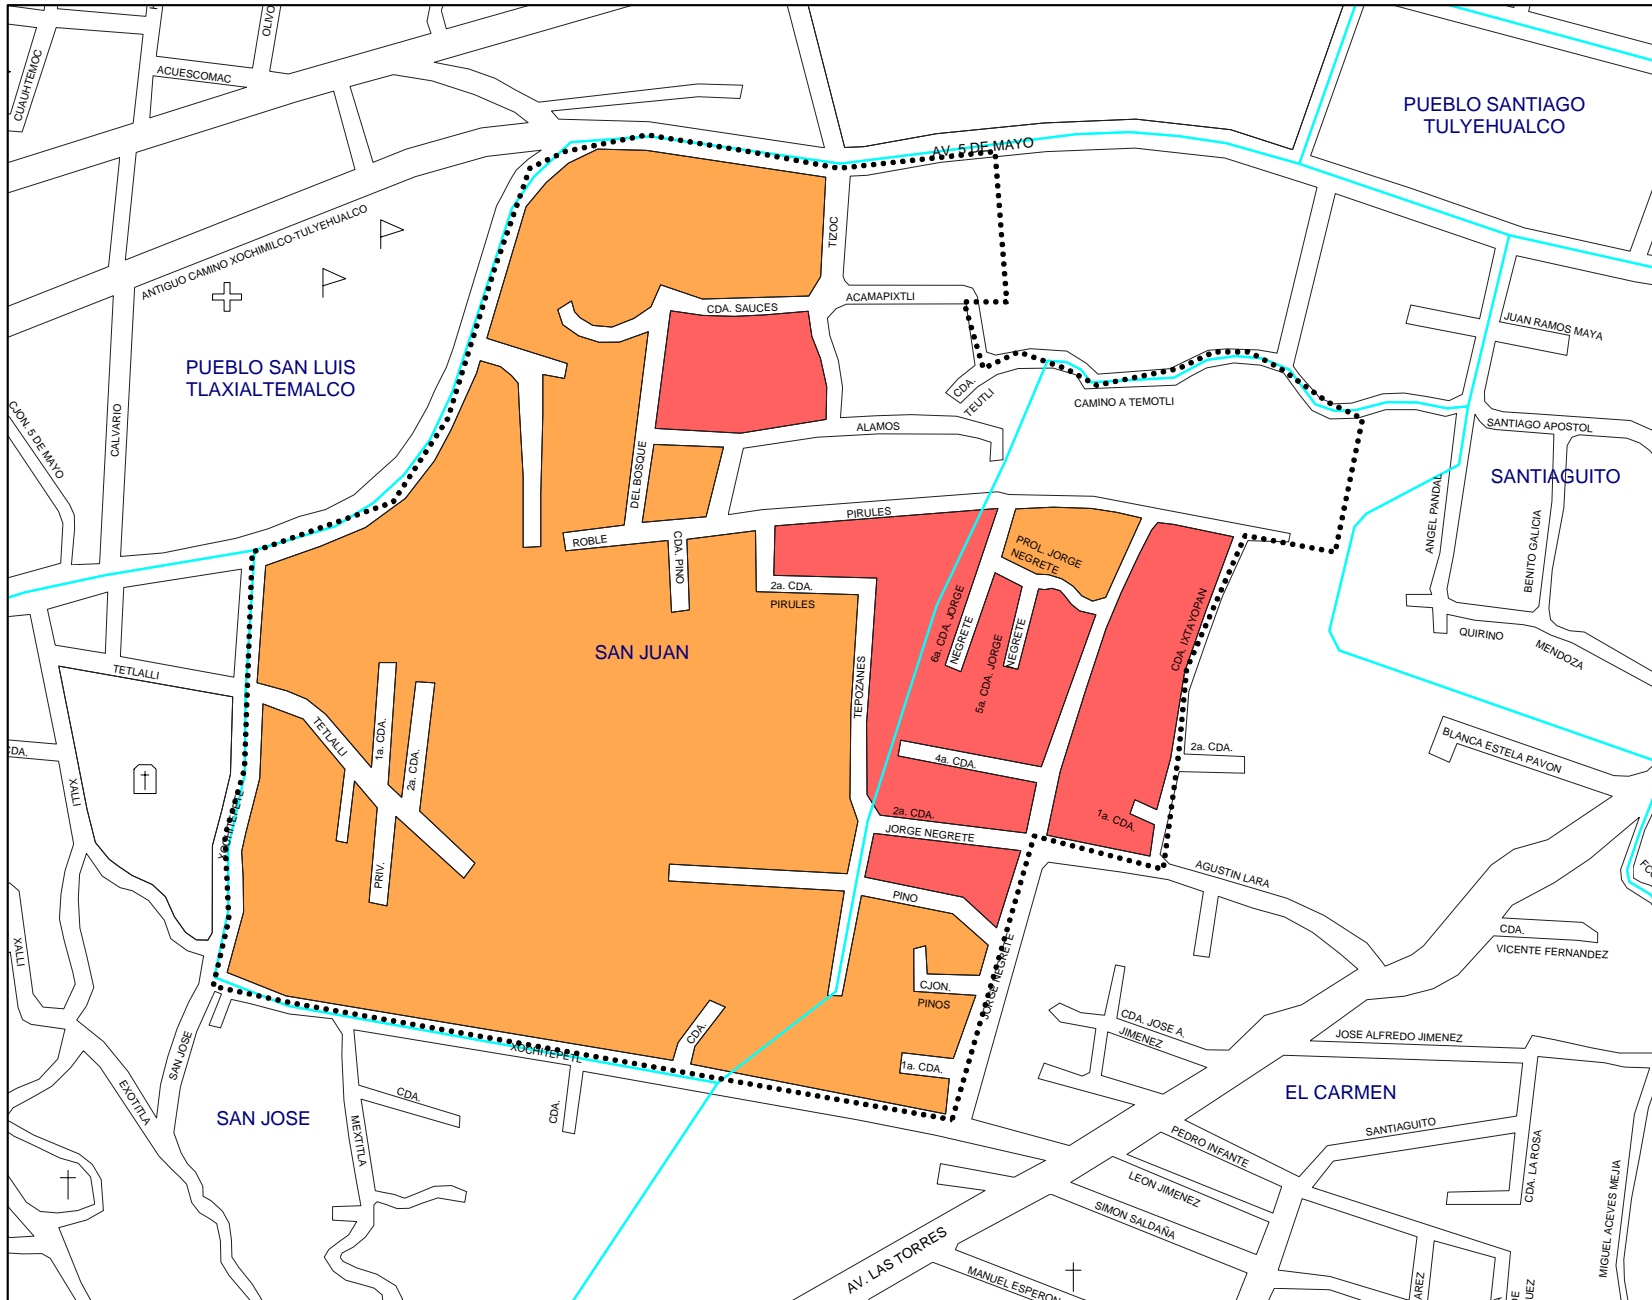 CUAUHTEMOC
ACUESCOMAC
OLIVO
AV. 5 DE MAYO
PUEBLO SANTIAGO
TULYEHUALCO
ANTIGUO CAMINO XOCHIMILCO-TULYEHUALCO
TIZOC
ACAMAPIXTLI
CDA. SAUCES
JUAN RAMOS MAYA
PUEBLO SAN LUIS
TLAXIALTEMALCO
CALVARIO
CJON. 5 DE MAYO
CDA.
TEUTLI
CAMINO A TEMOTLI
ALAMOS
SANTIAGO APOSTOL
SANTIAGUITO
DEL BOSQUE
ANGEL PANDAL
BENITO GALICIA
PIRULES
ROBLE
CDA. PINO
PROL. JORGE
NEGRETE
2a. CDA.
PIRULES
6a. CDA. JORGE
NEGRETE
5a. CDA. JORGE
NEGRETE
CDA. IXTAYOPAN
QUIRINO
MENDOZA
SAN JUAN
TETLALLI
TEPOZANES
TETLALLI
1a. CDA.
2a. CDA.
CDA.
XALLI
4a. CDA.
2a. CDA.
BLANCA ESTELA PAVON
XOCHITEPETL
2a. CDA.
JORGE NEGRETE
1a. CDA.
PRIV.
PINO
AGUSTIN LARA
XALLI
CDA.
VICENTE FERNANDEZ
JORGE NEGRETE
CJON.
PINOS
CDA.
CDA. JOSE A.
JIMENEZ
JOSE ALFREDO JIMENEZ
XOCHITEPETL
1a. CDA.
SAN JOSE
EXOTITLA
SAN JOSE
CDA.
MEXTITLA
CDA.
EL CARMEN
SANTIAGUITO
PEDRO INFANTE
LEON JIMENEZ
SIMON SALDAÑA
CDA. LA ROSA
MIGUEL ACEVES MEJIA
AV. LAS TORRES
MANUEL ESPERON